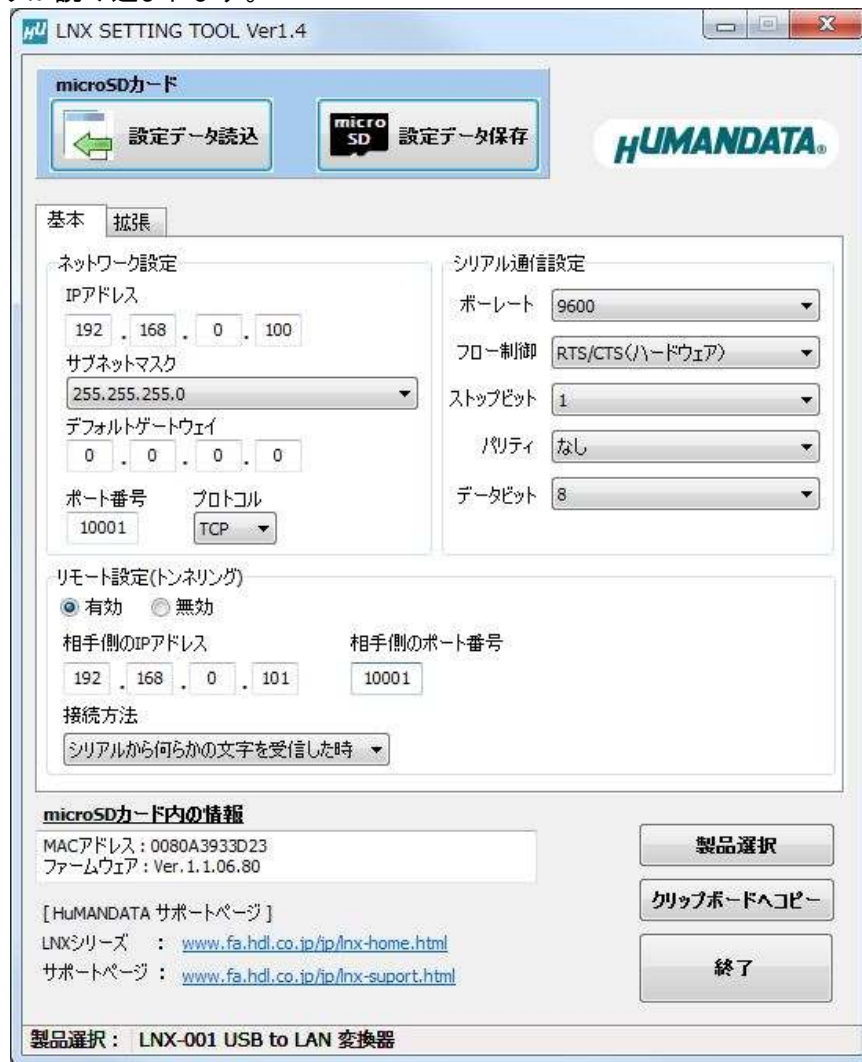 LNX SETTING TOOL Ver1.4
microSDカード
設定データ読込
micro
SD
設定データ保存
HUMANDATA®
基本 拡張
ネットワーク設定
IPアドレス
192 . 168 . 0 . 100
サブネットマスク
255.255.255.0
デフォルトゲートウェイ
0 . 0 . 0 . 0
ポート番号 プロトコル
10001 TCP
シリアル通信設定
ボーレート 9600
フロー制御 RTS/CTS(ハードウェア)
ストップビット 1
パリティ なし
データビット 8
リモート設定(トンネリング)
有効 無効
相手側のIPアドレス 相手側のポート番号
192 . 168 . 0 . 101 10001
接続方法
シリアルから何らかの文字を受信した時
microSDカード内の情報
MACアドレス : 0080A3933D23
ファームウェア : Ver.1.1.06.80
[ HuMANDATA サポートページ ]
LNXシリーズ : www.fa.hdl.co.jp/jp/lnx-home.html
サポートページ : www.fa.hdl.co.jp/jp/lnx-suport.html
製品選択
クリップボードへコピー
終了
製品選択 : LNX-001 USB to LAN 変換器